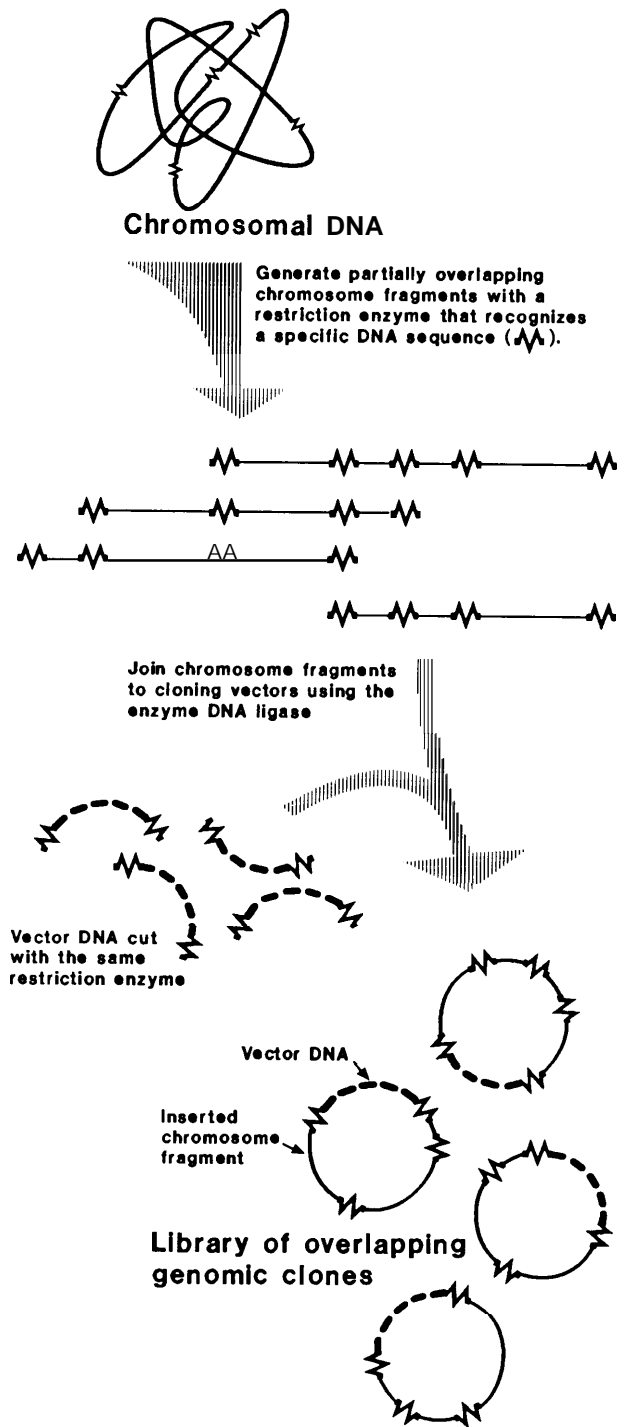 Chromosomal DNA
Generate partially overlapping
chromosome fragments with a
restriction enzyme that recognizes
a specific DNA sequence ( ).
AA
Join chromosome fragments
to cloning vectors using the
enzyme DNA ligase
Vector DNA cut
with the same
restriction enzyme
Vector DNA
Inserted
chromosome
fragment
Library of overlapping
genomic clones